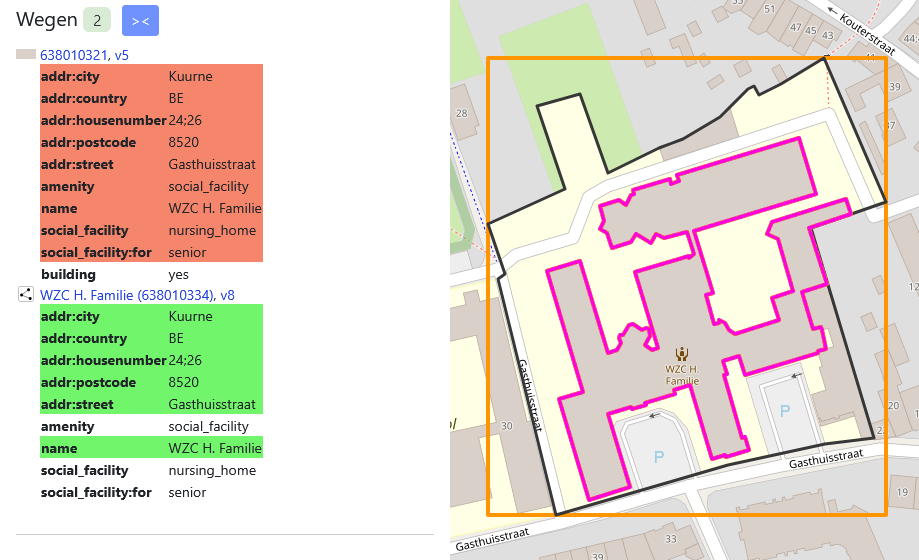 Wegen 2 ><
638010321, v5
addr:city Kuurne
addr:country BE
addr:housenumber 24;26
addr:postcode 8520
addr:street Gasthuisstraat
amenity social_facility
name WZC H. Familie
social_facility nursing_home
social_facility:for senior
building yes
WZC H. Familie (638010334), v8
addr:city Kuurne
addr:country BE
addr:housenumber 24;26
addr:postcode 8520
addr:street Gasthuisstraat
amenity social_facility
name WZC H. Familie
social_facility nursing_home
social_facility:for senior
51
47 45 43
Kouterstraat
41
39
28
WZC H.
Familie
Gasthuisstraat
30
P
P
20
Gasthuisstraat
19
Gasthuisstraat
33
39